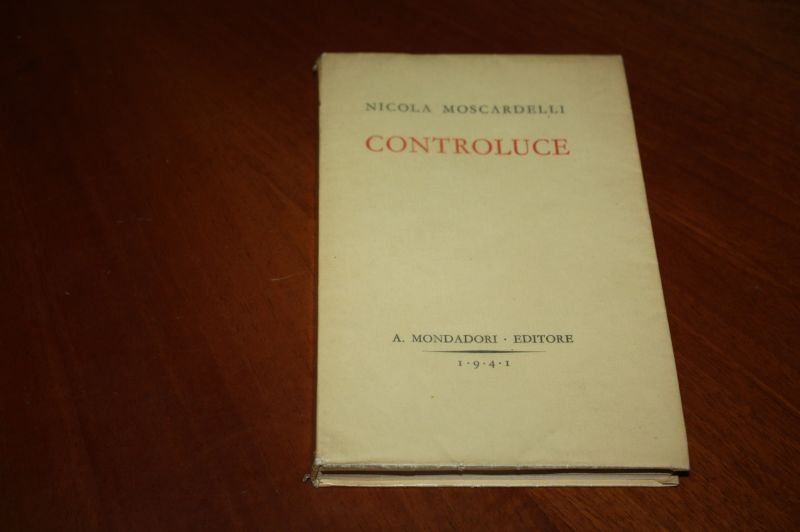 NICOLA MOSCARDELLI
CONTROLUCE
A. MONDADORI · EDITORE
1·9·4·1